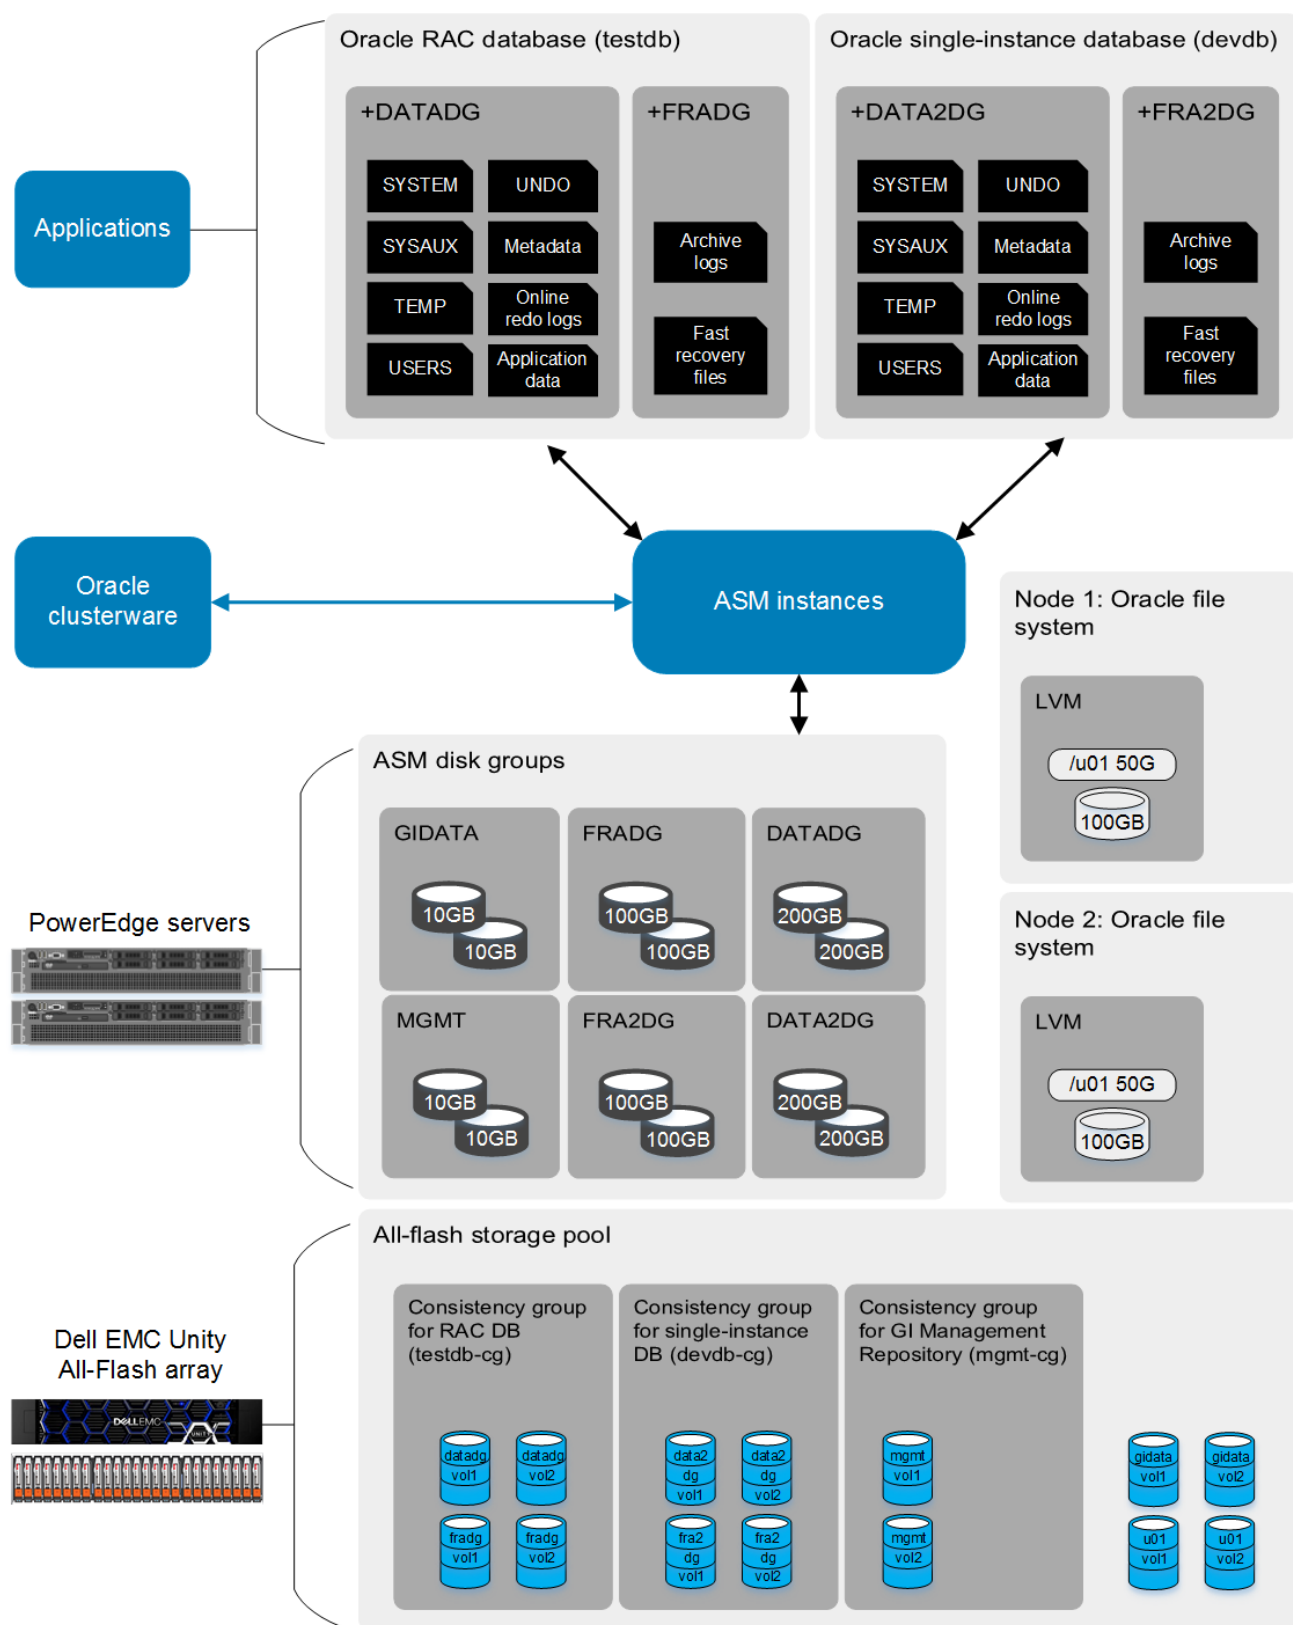 Oracle RAC database (testdb)
Oracle single-instance database (devdb)
+DATADG
+FRADG
+DATA2DG
+FRA2DG
SYSTEM
UNDO
SYSAUX
Metadata
TEMP
Online
redo logs
USERS
Application
data
Archive
logs
Fast
recovery
files
SYSTEM
UNDO
SYSAUX
Metadata
TEMP
Online
redo logs
USERS
Application
data
Archive
logs
Fast
recovery
files
Applications
Oracle
clusterware
ASM instances
Node 1: Oracle file
system
LVM
/u01 50G
100GB
ASM disk groups
GIDATA
10GB
10GB
FRADG
100GB
100GB
DATADG
200GB
200GB
MGMT
10GB
10GB
FRA2DG
100GB
100GB
DATA2DG
200GB
200GB
PowerEdge servers
Node 2: Oracle file
system
LVM
/u01 50G
100GB
All-flash storage pool
Consistency group
for RAC DB
(testdb-cg)
datadg
vol1
datadg
vol2
fradg
vol1
fradg
vol2
Consistency group
for single-instance
DB (devdb-cg)
data2
dg
vol1
data2
dg
vol2
fra2
dg
vol1
fra2
dg
vol2
Consistency group
for GI Management
Repository (mgmt-cg)
mgmt
vol1
mgmt
vol2
gidata
vol1
gidata
vol2
u01
vol1
u01
vol2
Dell EMC Unity
All-Flash array
DELLEMC
UNITY